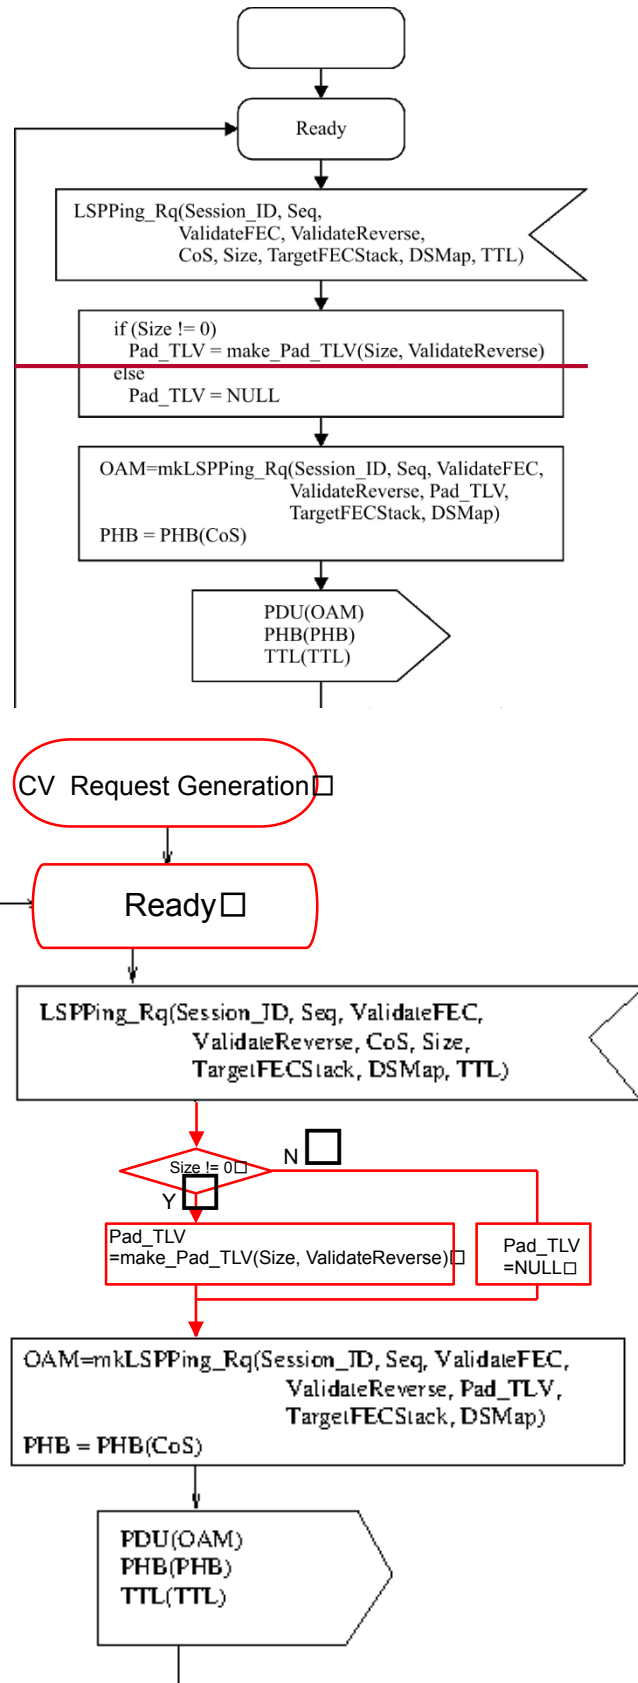 Ready
LSPPing_Rq(Session_ID, Seq,
ValidateFEC, ValidateReverse,
CoS, Size, TargetFECStack, DSMap, TTL)
if (Size != 0)
Pad_TLV = make_Pad_TLV(Size, ValidateReverse)
else
Pad_TLV = NULL
OAM=mkLSPPing_Rq(Session_ID, Seq, ValidateFEC,
ValidateReverse, Pad_TLV,
TargetFECStack, DSMap)
PHB = PHB(CoS)
PDU(OAM)
PHB(PHB)
TTL(TTL)
CV Request Generation
Ready
LSPPing_Rq(Session_ID, Seq, ValidateFEC,
ValidateReverse, CoS, Size,
TargetFECStack, DSMap, TTL)
Size != 0
N
Y
Pad_TLV
=make_Pad_TLV(Size, ValidateReverse)
Pad_TLV
=NULL
OAM=mkLSPPing_Rq(Session_ID, Seq, ValidateFEC,
ValidateReverse, Pad_TLV,
TargetFECStack, DSMap)
PHB = PHB(CoS)
PDU(OAM)
PHB(PHB)
TTL(TTL)